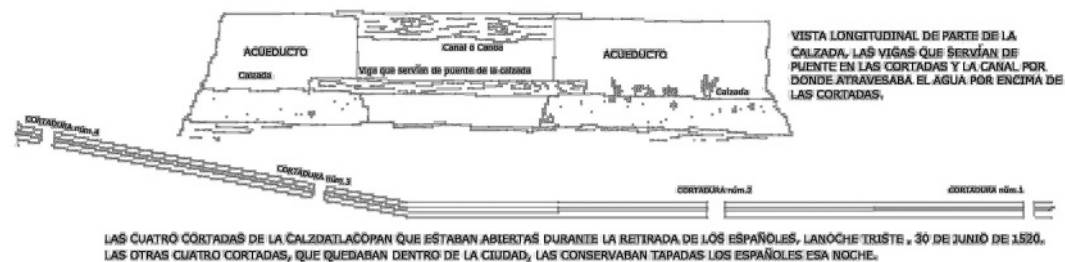 ACUEDUCTO
Calzada
Canal ó Canoa
Viga que servían de puente de la calzada
ACUEDUCTO
Calzada
VISTA LONGITUDINAL DE PARTE DE LA
CALZADA, LAS VIGAS QUE SERVÍAN DE
PUENTE EN LAS CORTADAS Y LA CANAL POR
DONDE ATRAVESABA EL AGUA POR ENCIMA DE
LAS CORTADAS.
CORTADURA núm.4
CORTADURA núm.3
CORTADURA núm.2
CORTADURA núm.1
LAS CUATRO CORTADAS DE LA CALZDATLACOPAN QUE ESTABAN ABIERTAS DURANTE LA RETIRADA DE LOS ESPAÑOLES, LANOCHE TRISTE , 30 DE JUNIO DE 1520.
LAS OTRAS CUATRO CORTADAS, QUE QUEDABAN DENTRO DE LA CIUDAD, LAS CONSERVABAN TAPADAS LOS ESPAÑOLES ESA NOCHE.